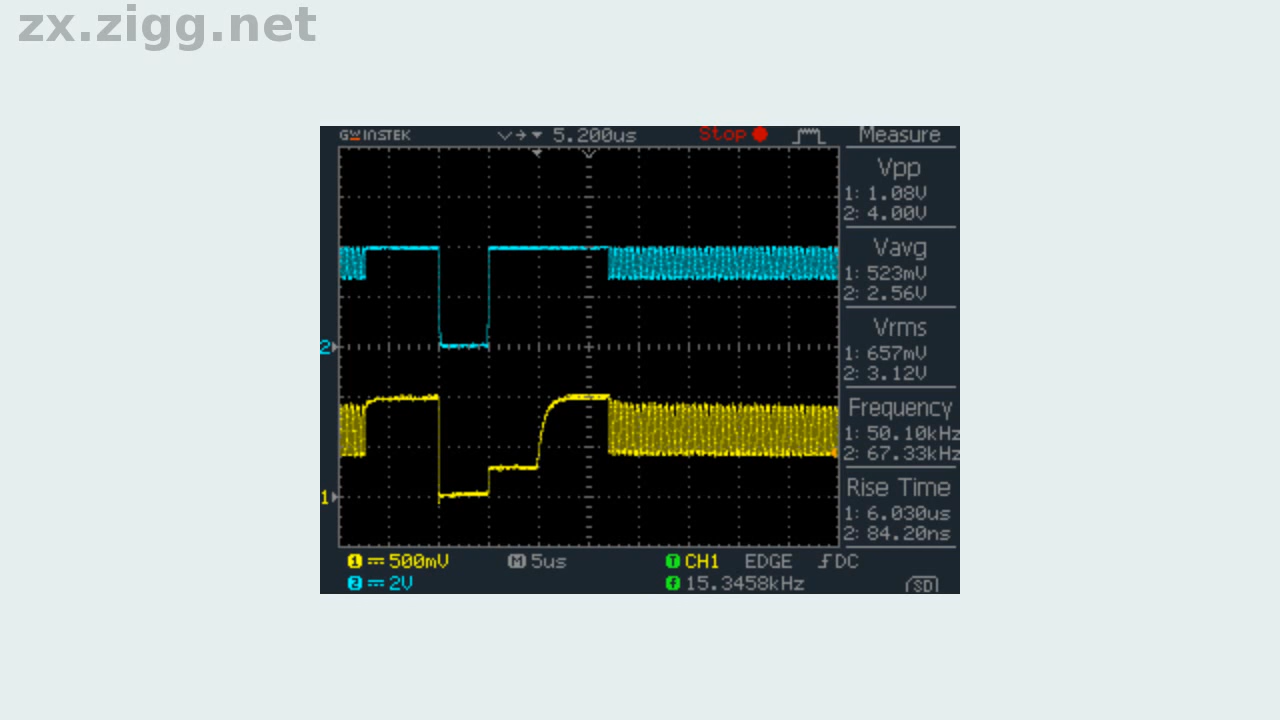 zx.zigg.net
GWINSTEK 5.200us Stop Measure
Vpp
1: 1.08V
2: 4.00V
Vavg
1: 523mV
2: 2.56V
Vrms
1: 657mV
2: 3.12V
Frequency
1: 50.10kHz
2: 67.33kHz
Rise Time
1: 6.030us
2: 84.20ns
2
1
1 500mV M 5us T CH1 EDGE DC
2 2V f 15.3458kHz SD